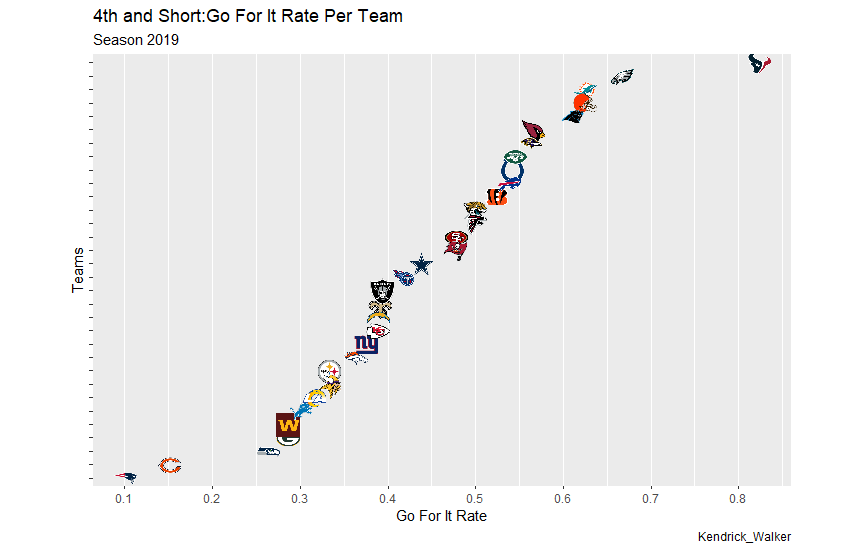 4th and Short:Go For It Rate Per Team
Season 2019
Teams
ny
W
0.1 0.2 0.3 0.4 0.5 0.6 0.7 0.8
Go For It Rate
Kendrick_Walker